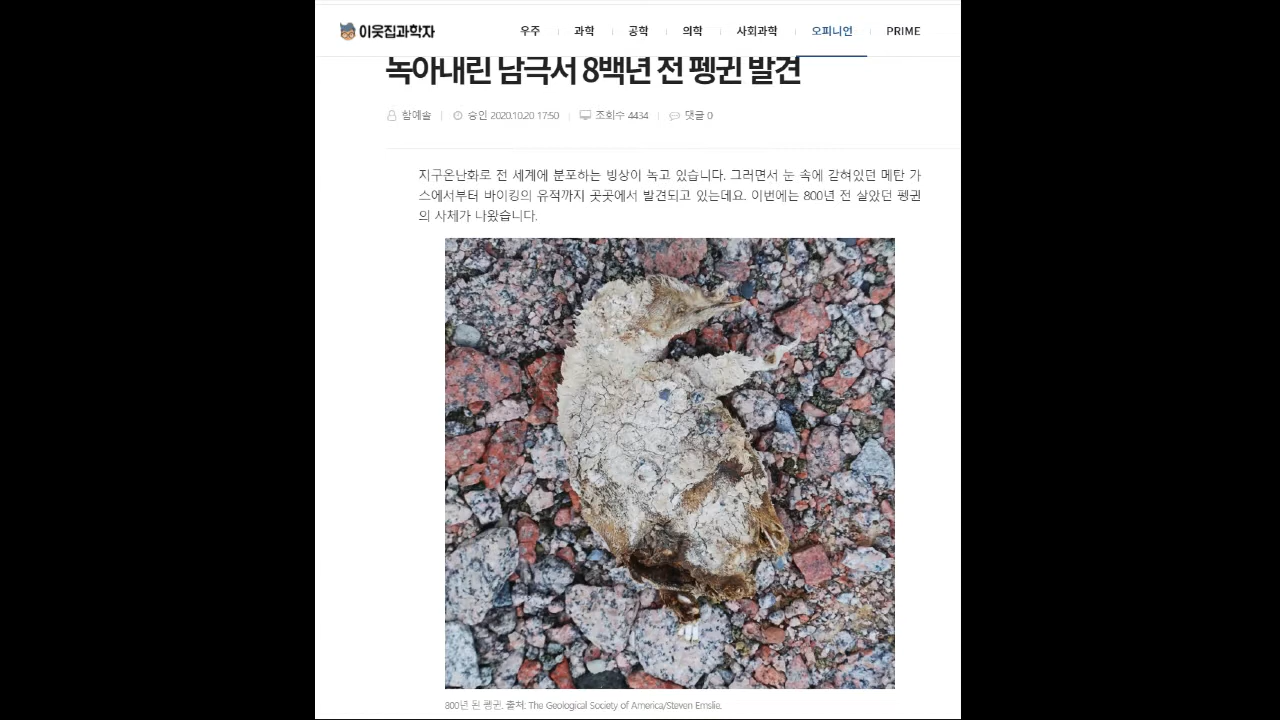 이웃집과학자
우주 과학 공학 의학 사회과학 오피니언 PRIME
녹아내린 남극서 8백년 전 펭귄 발견
함예솔 승인 2020.10.20 17:50 조회수 4434 댓글 0
지구온난화로 전 세계에 분포하는 빙상이 녹고 있습니다. 그러면서 눈 속에 갇혀있던 메탄 가
스에서부터 바이킹의 유적까지 곳곳에서 발견되고 있는데요. 이번에는 800년 전 살았던 펭귄
의 사체가 나왔습니다.
800년 된 펭귄. 출처: The Geological Society of America/Steven Emslie.